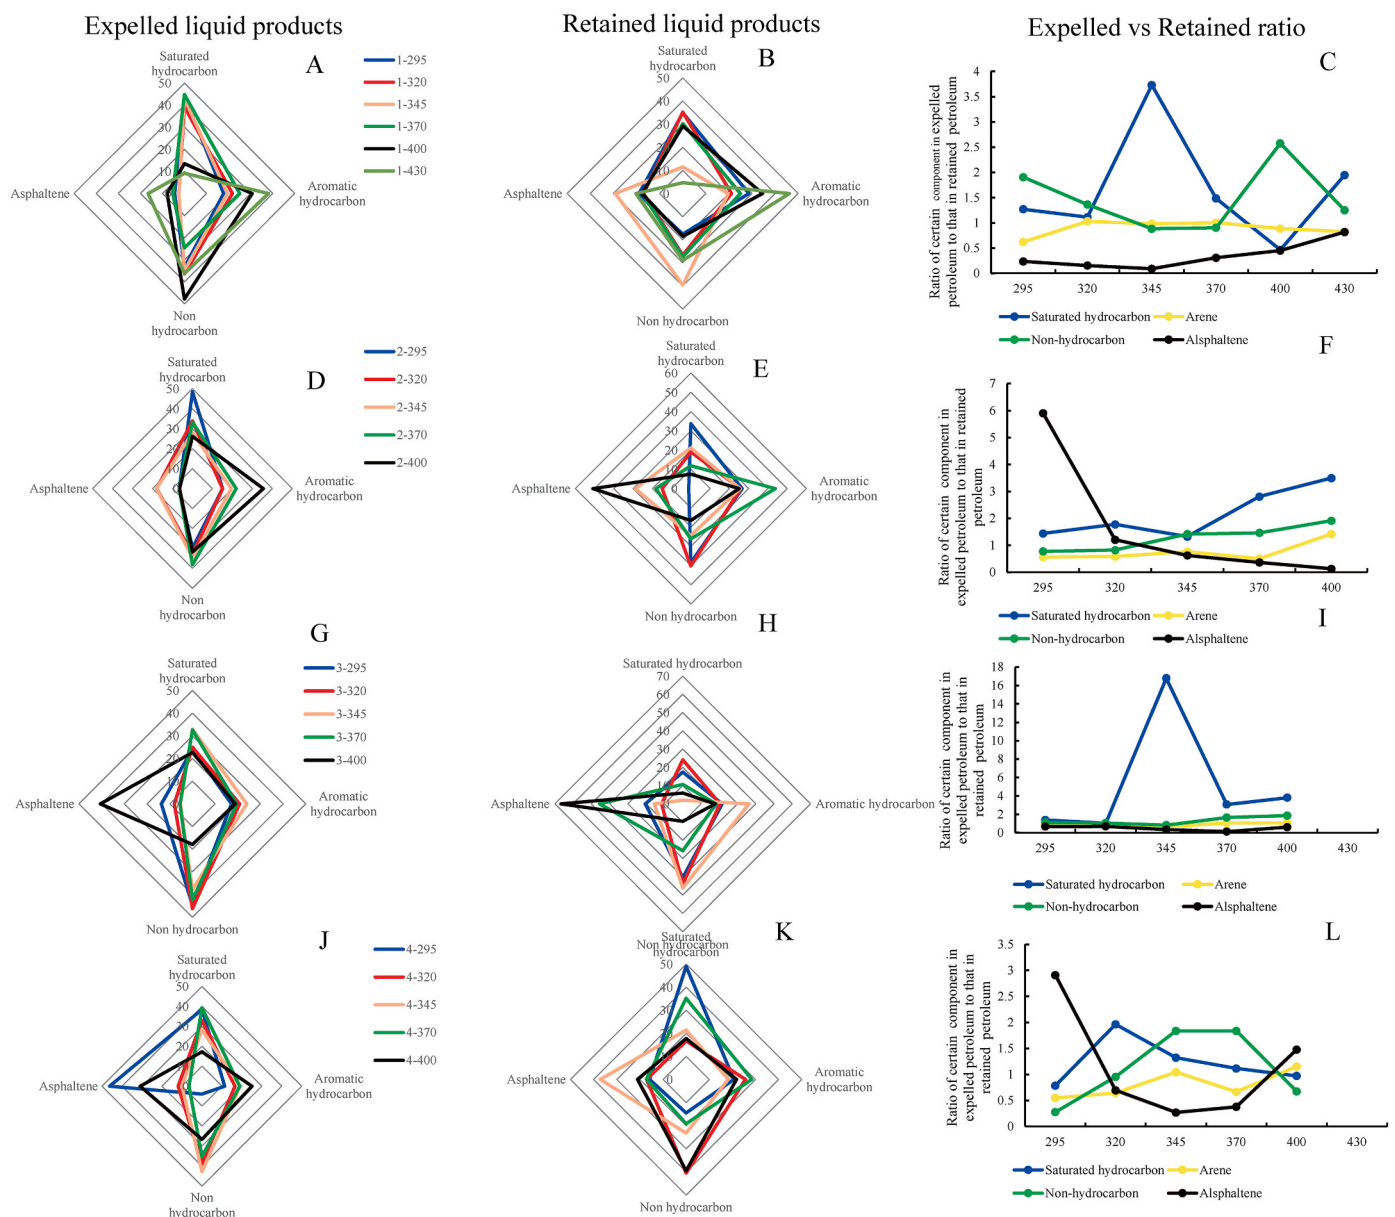 Expelled liquid products
Retained liquid products
Expelled vs Retained ratio
A
Saturated
hydrocarbon
50
40
30
20
10
0
Asphaltene
Aromatic
hydrocarbon
Non
hydrocarbon
1-295
1-320
1-345
1-370
1-400
1-430
B
Saturated
hydrocarbon
50
40
30
20
10
0
Aromatic
hydrocarbon
Non hydrocarbon
C
Ratio of certain component in expelled
petroleum to that in retained petroleum
4
3.5
3
2.5
2
1.5
1
0.5
0
295 320 345 370 400 430
Saturated hydrocarbon Arene
Non-hydrocarbon Alsphaltene
D
Saturated
hydrocarbon
50
40
30
20
10
0
Asphaltene
Aromatic
hydrocarbon
Non
hydrocarbon
2-295
2-320
2-345
2-370
2-400
E
Saturated
hydrocarbon
60
50
40
30
20
10
0
Asphaltene
Aromatic
hydrocarbon
Non hydrocarbon
F
Ratio of certain component in
expelled petroleum to that in retained
petroleum
7
6
5
4
3
2
1
0
295 320 345 370 400
Saturated hydrocarbon Arene
Non-hydrocarbon Alsphaltene
G
Saturated
hydrocarbon
50
40
30
20
10
0
Asphaltene
Aromatic
hydrocarbon
Non hydrocarbon
3-295
3-320
3-345
3-370
3-400
H
Saturated hydrocarbon
70
60
50
40
30
20
10
0
Asphaltene
Aromatic hydrocarbon
Non hydrocarbon
I
Ratio of certain component in
expelled petroleum to that in
retained petroleum
18
16
14
12
10
8
6
4
2
0
295 320 345 370 400 430
Saturated hydrocarbon Arene
Non-hydrocarbon Alsphaltene
J
Saturated
hydrocarbon
50
40
30
20
10
0
Asphaltene
Aromatic
hydrocarbon
Non
hydrocarbon
4-295
4-320
4-345
4-370
4-400
K
Saturated
hydrocarbon
50
40
30
20
10
0
Asphaltene
Aromatic
hydrocarbon
Non hydrocarbon
L
Ratio of certain component in
expelled petroleum to that in
retained petroleum
3.5
3
2.5
2
1.5
1
0.5
0
295 320 345 370 400 430
Saturated hydrocarbon Arene
Non-hydrocarbon Alsphaltene